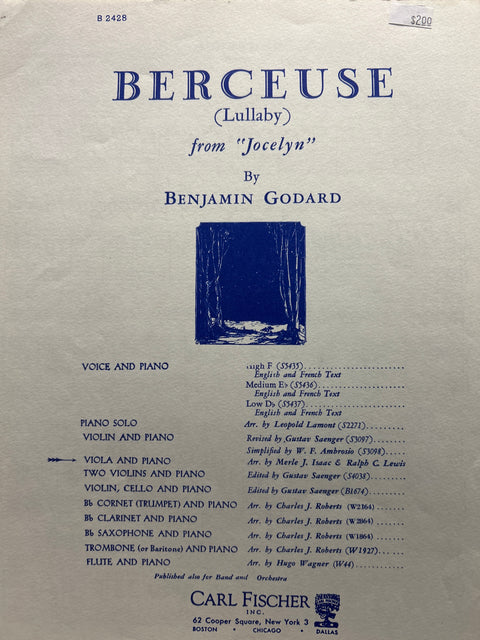 B 2428
$2.00
BERCEUSE
(Lullaby)
from "Jocelyn"
By
BENJAMIN GODARD
VOICE AND PIANO High F (S5435)
English and French Text
Medium E♭ (S5436)
English and French Text
Low D♭ (S5437)
English and French Text
PIANO SOLO Arr. by Leopold Lamont (S2271)
VIOLIN AND PIANO Revised by Gustav Saenger (S3097)
Simplified by W. F. Ambrosio (S3098)
VIOLA AND PIANO Arr. by Merle J. Isaac & Ralph C. Lewis
TWO VIOLINS AND PIANO Edited by Gustav Saenger (S4038)
VIOLIN, CELLO AND PIANO Edited by Gustav Saenger (B1674)
B♭ CORNET (TRUMPET) AND PIANO Arr. by Charles J. Roberts (W2164)
B♭ CLARINET AND PIANO Arr. by Charles J. Roberts (W2864)
B♭ SAXOPHONE AND PIANO Arr. by Charles J. Roberts (W1864)
TROMBONE (or Baritone) AND PIANO Arr. by Charles J. Roberts (W1927)
FLUTE AND PIANO Arr. by Hugo Wagner (W44)
Published also for Band and Orchestra
CARL FISCHER
INC.
62 Cooper Square, New York 3
BOSTON • CHICAGO • DALLAS